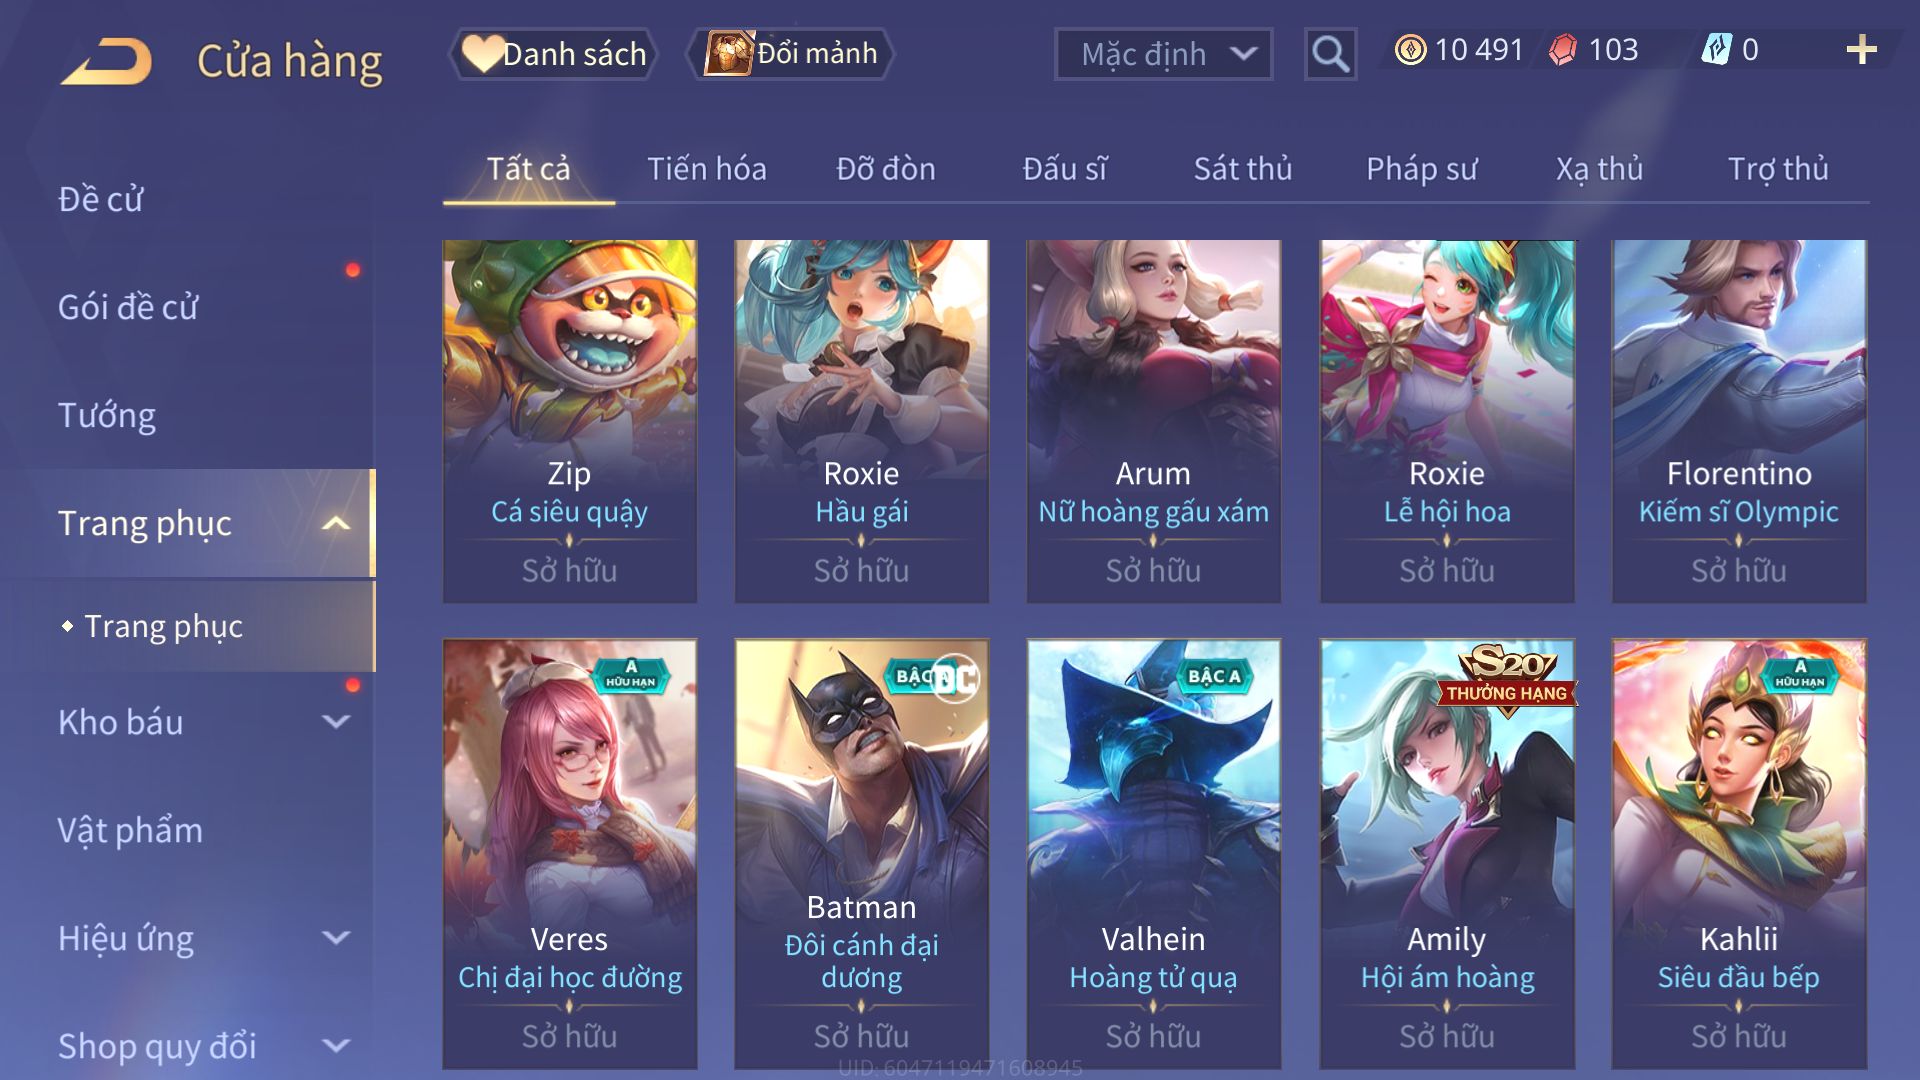 Cửa hàng
Danh sách
Đổi mảnh
Mặc định
10 491
103
0
Đề cử
Gói đề cử
Tướng
Trang phục
Trang phục
Kho báu
Vật phẩm
Hiệu ứng
Shop quy đổi
Tất cả Tiến hóa Đỡ đòn Đấu sĩ Sát thủ Pháp sư Xạ thủ Trợ thủ
Zip
Cá siêu quậy
Sở hữu
Roxie
Hầu gái
Sở hữu
Arum
Nữ hoàng gấu xám
Sở hữu
Roxie
Lễ hội hoa
Sở hữu
Florentino
Kiếm sĩ Olympic
Sở hữu
A
HỮU HẠN
Veres
Chị đại học đường
Sở hữu
BẬC
DC
Batman
Đôi cánh đại
dương
Sở hữu
BẬC A
Valhein
Hoàng tử quạ
Sở hữu
S20
THƯỞNG HẠNG
Amily
Hội ám hoàng
Sở hữu
A
HỮU HẠN
Kahlii
Siêu đầu bếp
Sở hữu
UID: 6047119471608945